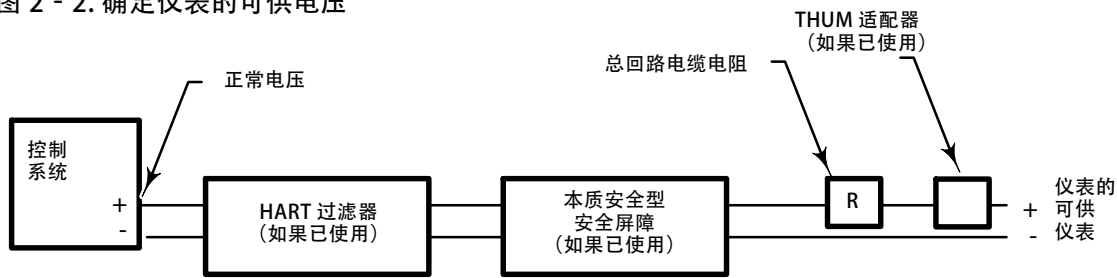 图 2‐2. 确定仪表的可供电压
THUM 适配器
（如果已使用）
总回路电缆电阻
正常电压
控制
系统
+
-
HART 过滤器
（如果已使用）
本质安全型
安全屏障
（如果已使用）
R
+
-
仪表的
可供
仪表